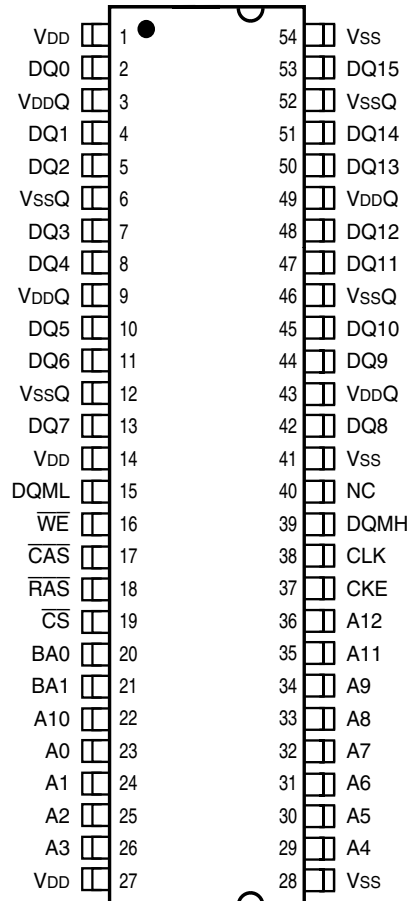 VDD 1 54 VSS
DQ0 2 53 DQ15
VDDQ 3 52 VSSQ
DQ1 4 51 DQ14
DQ2 5 50 DQ13
VSSQ 6 49 VDDQ
DQ3 7 48 DQ12
DQ4 8 47 DQ11
VDDQ 9 46 VSSQ
DQ5 10 45 DQ10
DQ6 11 44 DQ9
VSSQ 12 43 VDDQ
DQ7 13 42 DQ8
VDD 14 41 VSS
DQML 15 40 NC
W̅E̅ 16 39 DQMH
C̅A̅S̅ 17 38 CLK
R̅A̅S̅ 18 37 CKE
C̅S̅ 19 36 A12
BA0 20 35 A11
BA1 21 34 A9
A10 22 33 A8
A0 23 32 A7
A1 24 31 A6
A2 25 30 A5
A3 26 29 A4
VDD 27 28 VSS